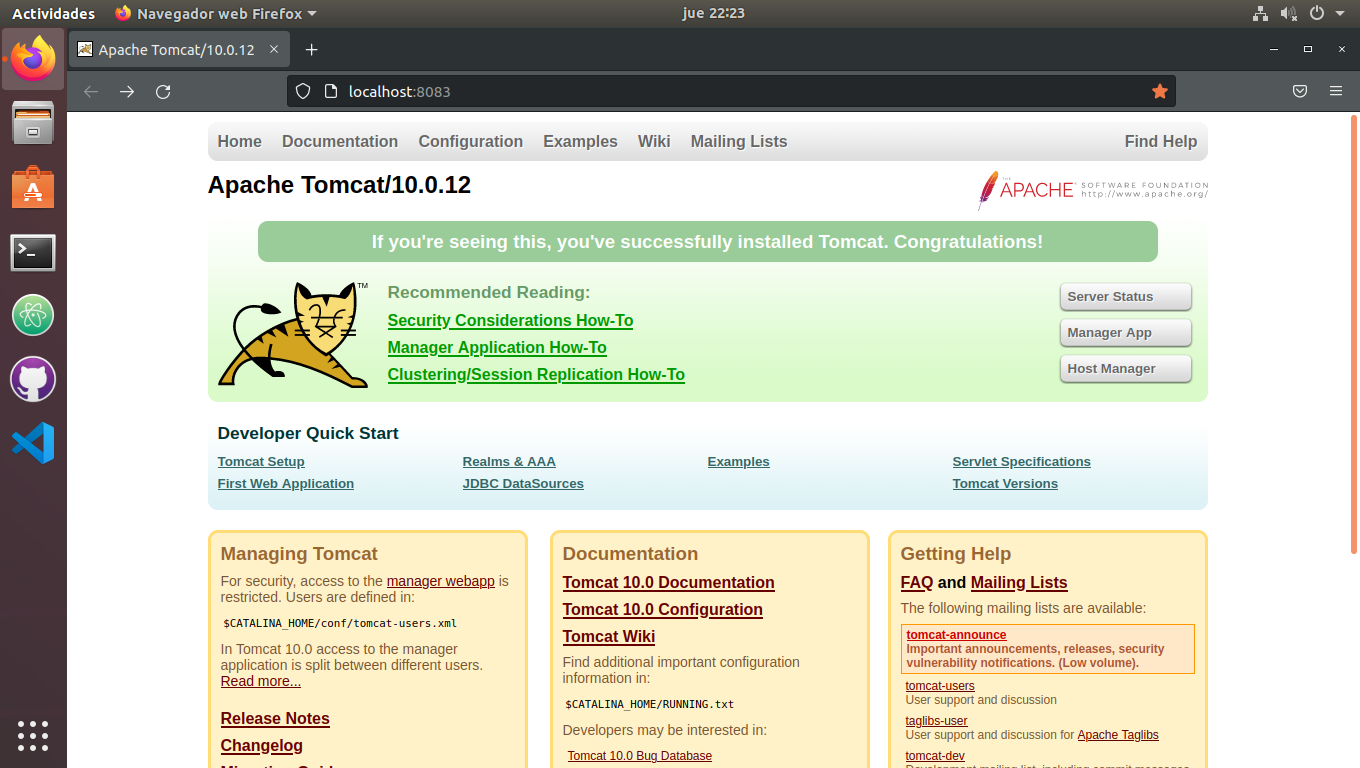 Actividades Navegador web Firefox jue 22:23
Apache Tomcat/10.0.12
localhost:8083
Home Documentation Configuration Examples Wiki Mailing Lists Find Help
Apache Tomcat/10.0.12
THE APACHE SOFTWARE FOUNDATION
http://www.apache.org/
If you're seeing this, you've successfully installed Tomcat. Congratulations!
TM
Recommended Reading:
Security Considerations How-To
Manager Application How-To
Clustering/Session Replication How-To
Server Status
Manager App
Host Manager
Developer Quick Start
Tomcat Setup
First Web Application
Realms & AAA
JDBC DataSources
Examples
Servlet Specifications
Tomcat Versions
Managing Tomcat
For security, access to the manager webapp is
restricted. Users are defined in:
$CATALINA_HOME/conf/tomcat-users.xml
In Tomcat 10.0 access to the manager
application is split between different users.
Read more...
Release Notes
Changelog
Documentation
Tomcat 10.0 Documentation
Tomcat 10.0 Configuration
Tomcat Wiki
Find additional important configuration
information in:
$CATALINA_HOME/RUNNING.txt
Developers may be interested in:
Tomcat 10.0 Bug Database
Getting Help
FAQ and Mailing Lists
The following mailing lists are available:
tomcat-announce
Important announcements, releases, security
vulnerability notifications. (Low volume).
tomcat-users
User support and discussion
taglibs-user
User support and discussion for Apache Taglibs
tomcat-dev
Development mailing list, including commit messages